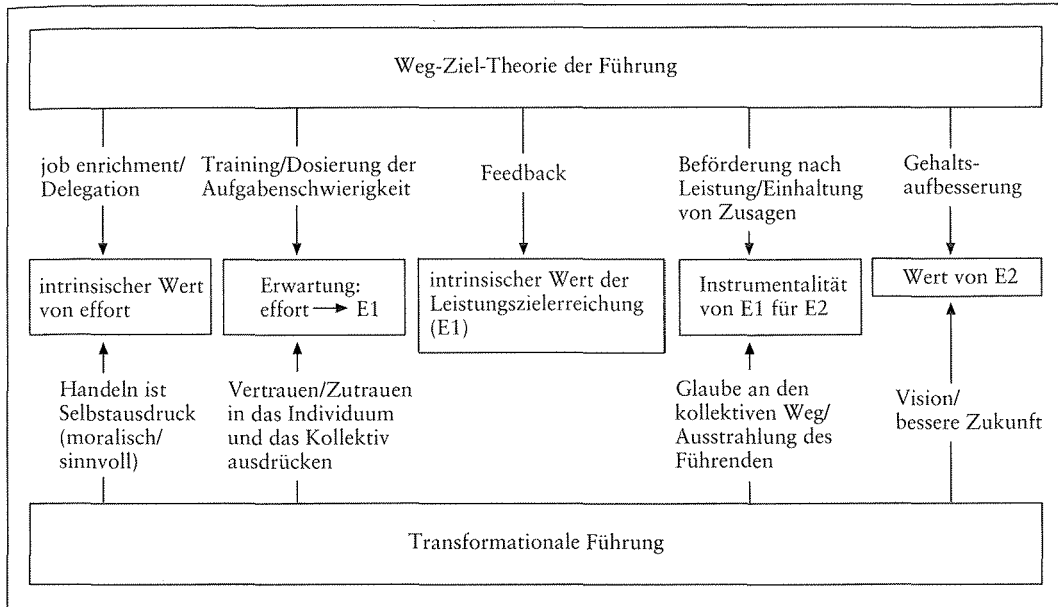 Weg-Ziel-Theorie der Führung
job enrichment/
Delegation
Training/Dosierung der
Aufgabenschwierigkeit
Feedback
Beförderung nach
Leistung/Einhaltung
von Zusagen
Gehalts-
aufbesserung
intrinsischer Wert
von effort
Erwartung:
effort → E1
intrinsischer Wert der
Leistungszielerreichung
(E1)
Instrumentalität
von E1 für E2
Wert von E2
Handeln ist
Selbstausdruck
(moralisch/
sinnvoll)
Vertrauen/Zutrauen
in das Individuum
und das Kollektiv
ausdrücken
Glaube an den
kollektiven Weg/
Ausstrahlung des
Führenden
Vision/
bessere Zukunft
Transformationale Führung